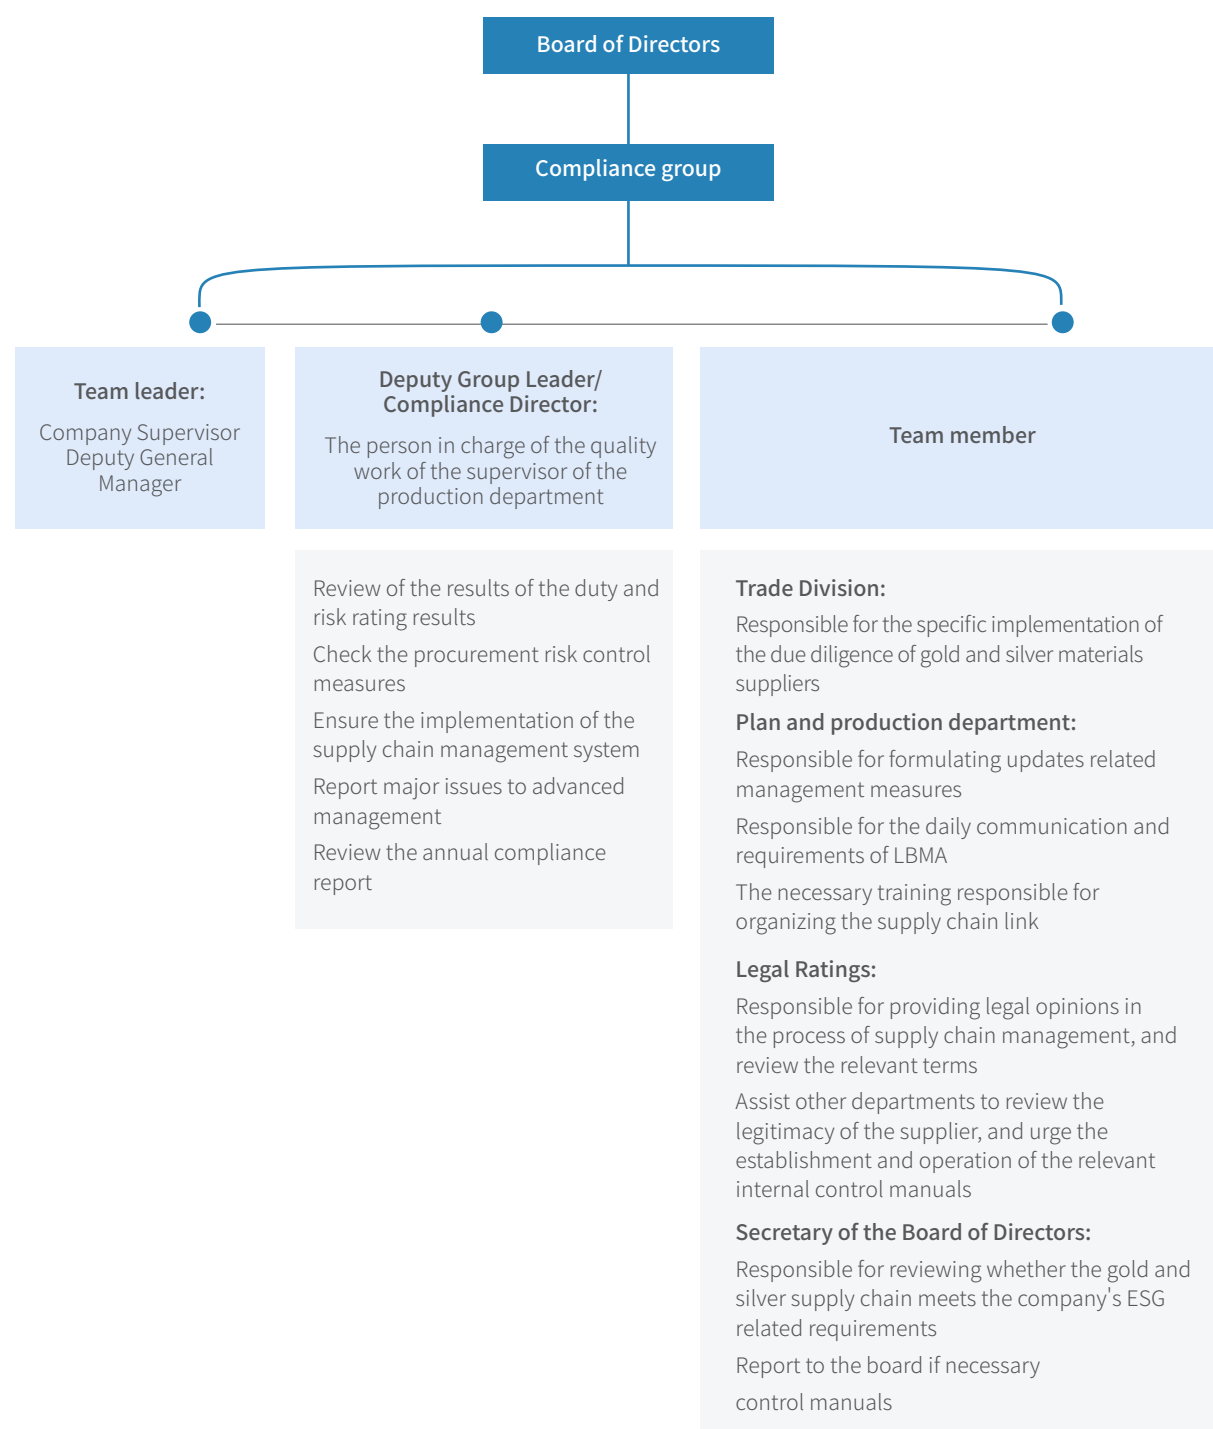 Board of Directors
Compliance group
Team leader:
Company Supervisor
Deputy General
Manager
Deputy Group Leader/
Compliance Director:
The person in charge of the quality
work of the supervisor of the
production department
Team member
Review of the results of the duty and
risk rating results
Check the procurement risk control
measures
Ensure the implementation of the
supply chain management system
Report major issues to advanced
management
Review the annual compliance
report
Trade Division:
Responsible for the specific implementation of
the due diligence of gold and silver materials
suppliers
Plan and production department:
Responsible for formulating updates related
management measures
Responsible for the daily communication and
requirements of LBMA
The necessary training responsible for
organizing the supply chain link
Legal Ratings:
Responsible for providing legal opinions in
the process of supply chain management, and
review the relevant terms
Assist other departments to review the
legitimacy of the supplier, and urge the
establishment and operation of the relevant
internal control manuals
Secretary of the Board of Directors:
Responsible for reviewing whether the gold and
silver supply chain meets the company's ESG
related requirements
Report to the board if necessary
control manuals